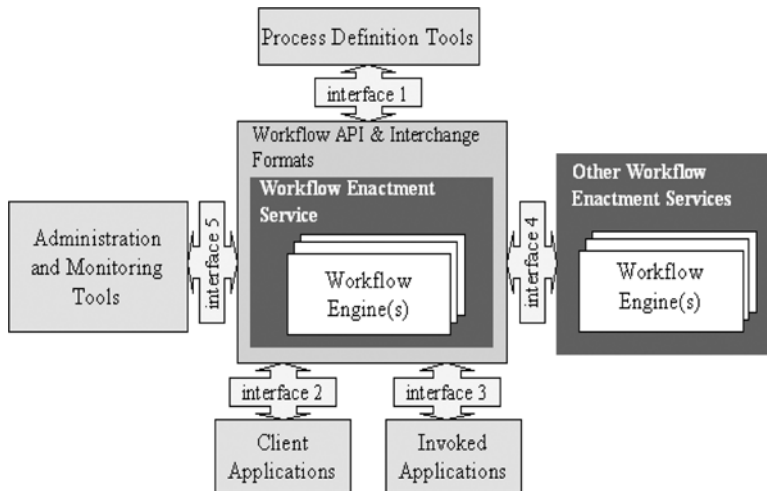 Process Definition Tools
interface 1
Workflow API & Interchange
Formats
Workflow Enactment
Service
Workflow
Engine(s)
Other Workflow
Enactment Services
Workflow
Engine(s)
Administration
and Monitoring
Tools
interface 5
interface 4
interface 2
interface 3
Client
Applications
Invoked
Applications